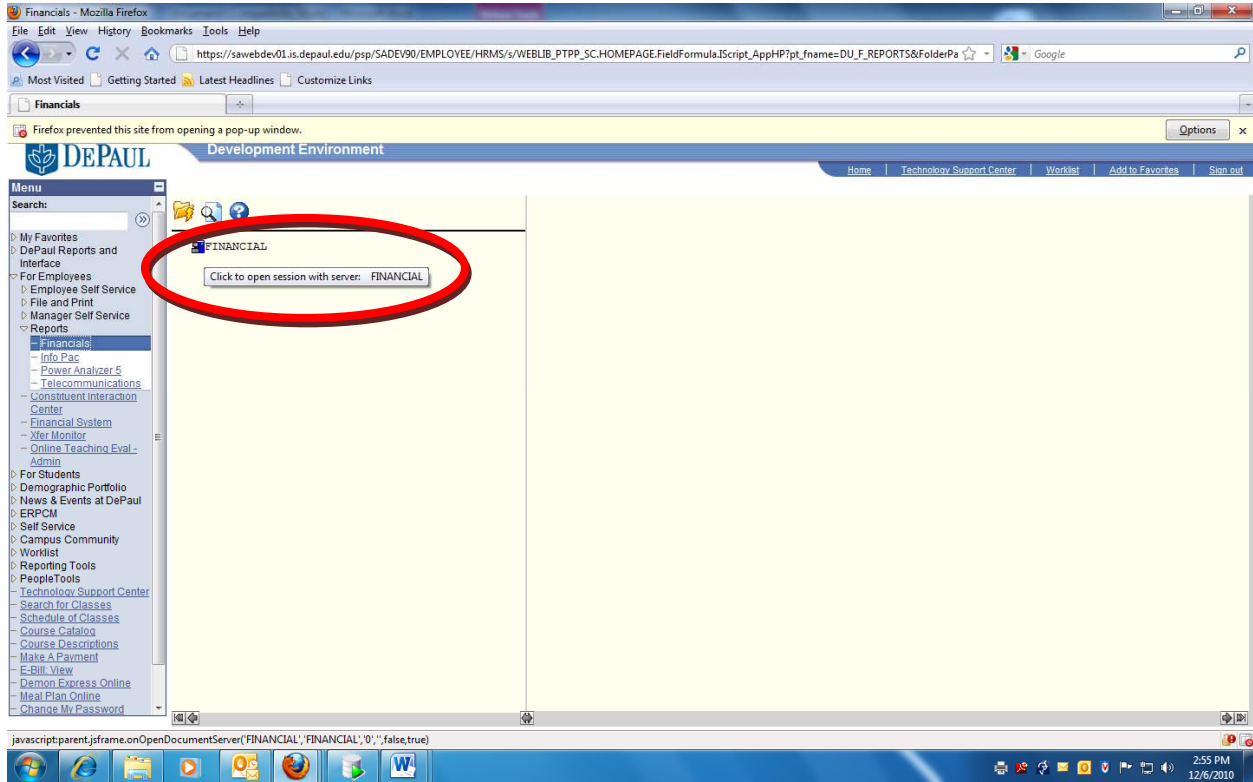 Financials - Mozilla Firefox
File Edit View History Bookmarks Tools Help
https://sawebdev01.is.depaul.edu/psp/SADEV90/EMPLOYEE/HRMS/s/WEBLIB_PTPP_SC.HOMEPAGE.FieldFormula.IScript_AppHP?pt_fname=DU_F_REPORTS&FolderPa
Google
Most Visited Getting Started Latest Headlines Customize Links
Financials
Firefox prevented this site from opening a pop-up window. Options x
DEPAUL
Development Environment
Home | Technology Support Center | Worklist | Add to Favorites | Sign out
Menu
Search:
My Favorites
DePaul Reports and
Interface
For Employees
Employee Self Service
File and Print
Manager Self Service
Reports
– Financials
– Info Pac
– Power Analyzer 5
– Telecommunications
– Constituent Interaction
Center
– Financial System
– Xfer Monitor
– Online Teaching Eval -
Admin
For Students
Demographic Portfolio
News & Events at DePaul
ERPCM
Self Service
Campus Community
Worklist
Reporting Tools
PeopleTools
– Technology Support Center
– Search for Classes
– Schedule of Classes
– Course Catalog
– Course Descriptions
– Make A Payment
– E-Bill: View
– Demon Express Online
– Meal Plan Online
– Change My Password
FINANCIAL
Click to open session with server: FINANCIAL
javascript:parent.jsframe.onOpenDocumentServer('FINANCIAL','FINANCIAL','0','',false,true)
2:55 PM
12/6/2010